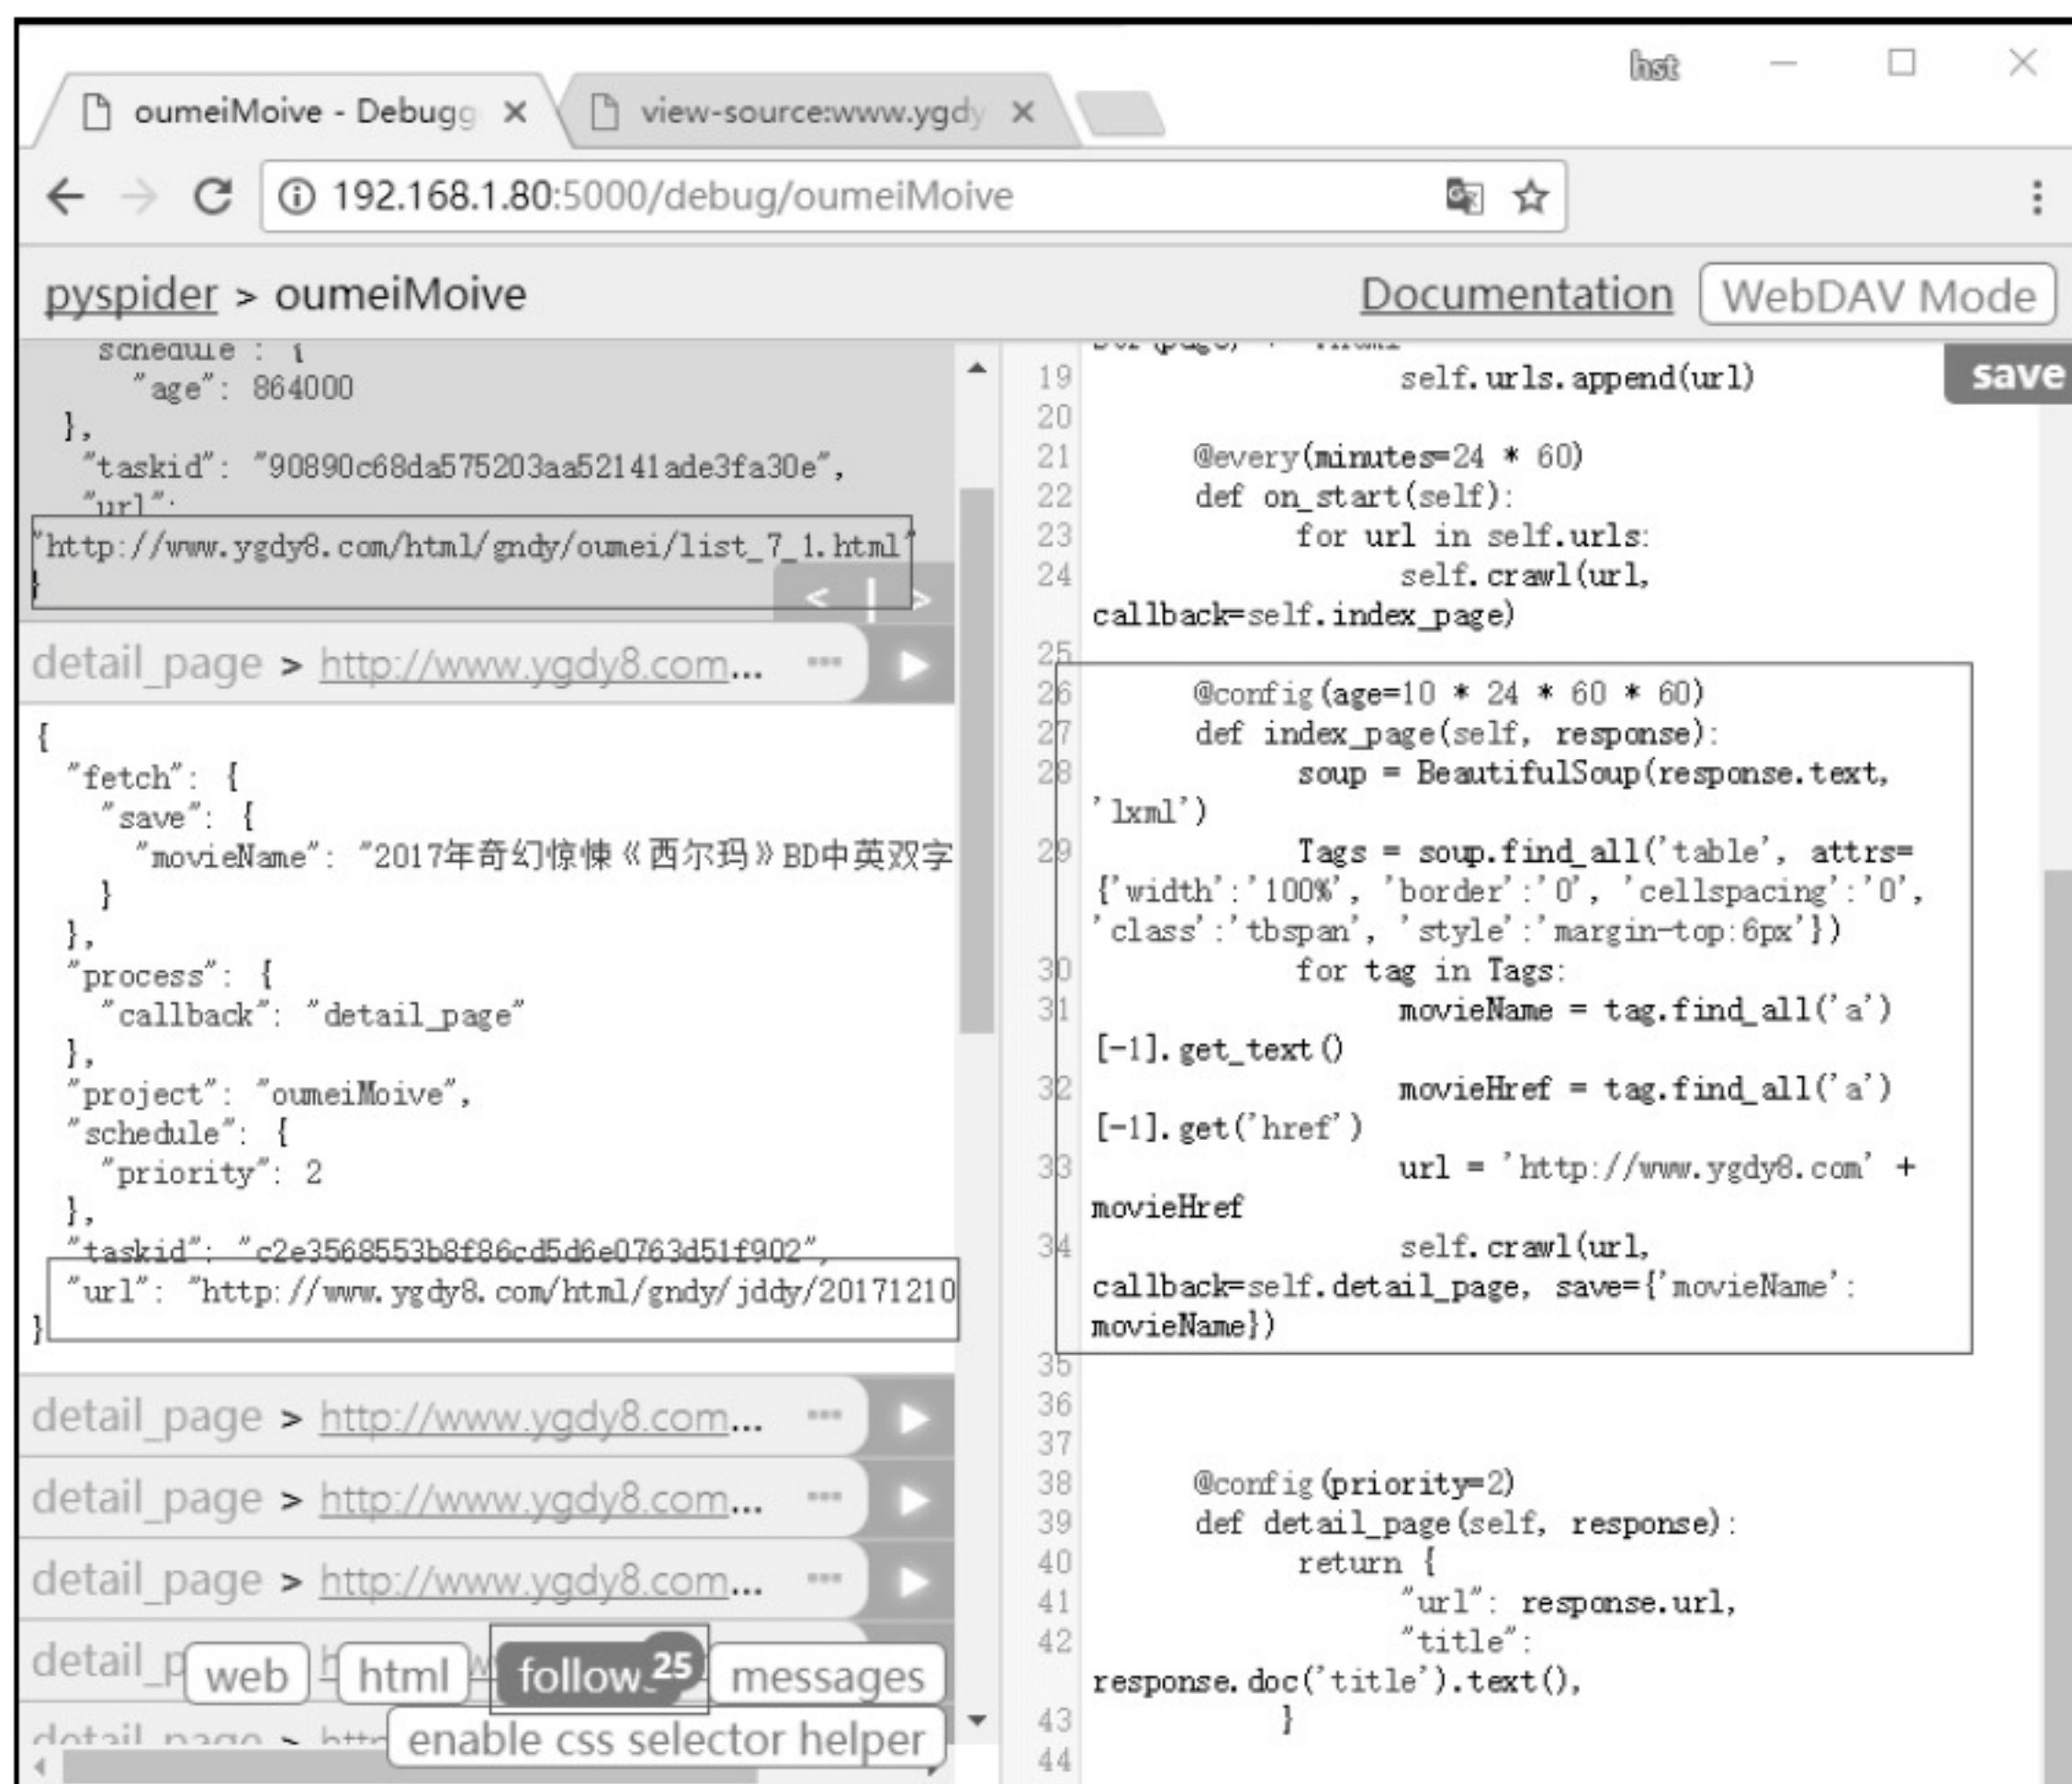 hst
oumeiMoive - Debugg
view-source:www.ygdy
192.168.1.80:5000/debug/oumeiMoive
pyspider > oumeiMoive
Documentation
WebDAV Mode
schedule": {
"age": 864000
},
"taskid": "90890c68da575203aa52141ade3fa30e",
"url":
"http://www.ygdy8.com/html/gndy/oumei/list_7_1.html"
}
< | >
detail_page > http://www.ygdy8.com...
{
"fetch": {
"save": {
"movieName": "2017年奇幻惊悚《西尔玛》BD中英双字
}
},
"process": {
"callback": "detail_page"
},
"project": "oumeiMoive",
"schedule": {
"priority": 2
},
"taskid": "c2e3568553b8f86cd5d6e0763d51f902",
"url": "http://www.ygdy8.com/html/gndy/jddy/20171210
}
detail_page > http://www.ygdy8.com...
detail_page > http://www.ygdy8.com...
detail_page > http://www.ygdy8.com...
detail_p
web
html
follow
25
messages
enable css selector helper
save
19 self.urls.append(url)
20
21 @every(minutes=24 * 60)
22 def on_start(self):
23 for url in self.urls:
24 self.crawl(url,
callback=self.index_page)
25
26 @config(age=10 * 24 * 60 * 60)
27 def index_page(self, response):
28 soup = BeautifulSoup(response.text,
'lxml')
29 Tags = soup.find_all('table', attrs=
{'width':'100%', 'border':'0', 'cellspacing':'0',
'class':'tbspan', 'style':'margin-top:6px'})
30 for tag in Tags:
31 movieName = tag.find_all('a')
[-1].get_text()
32 movieHref = tag.find_all('a')
[-1].get('href')
33 url = 'http://www.ygdy8.com' +
movieHref
34 self.crawl(url,
callback=self.detail_page, save={'movieName':
movieName})
35
36
37
38 @config(priority=2)
39 def detail_page(self, response):
40 return {
41 "url": response.url,
42 "title":
response.doc('title').text(),
43 }
44